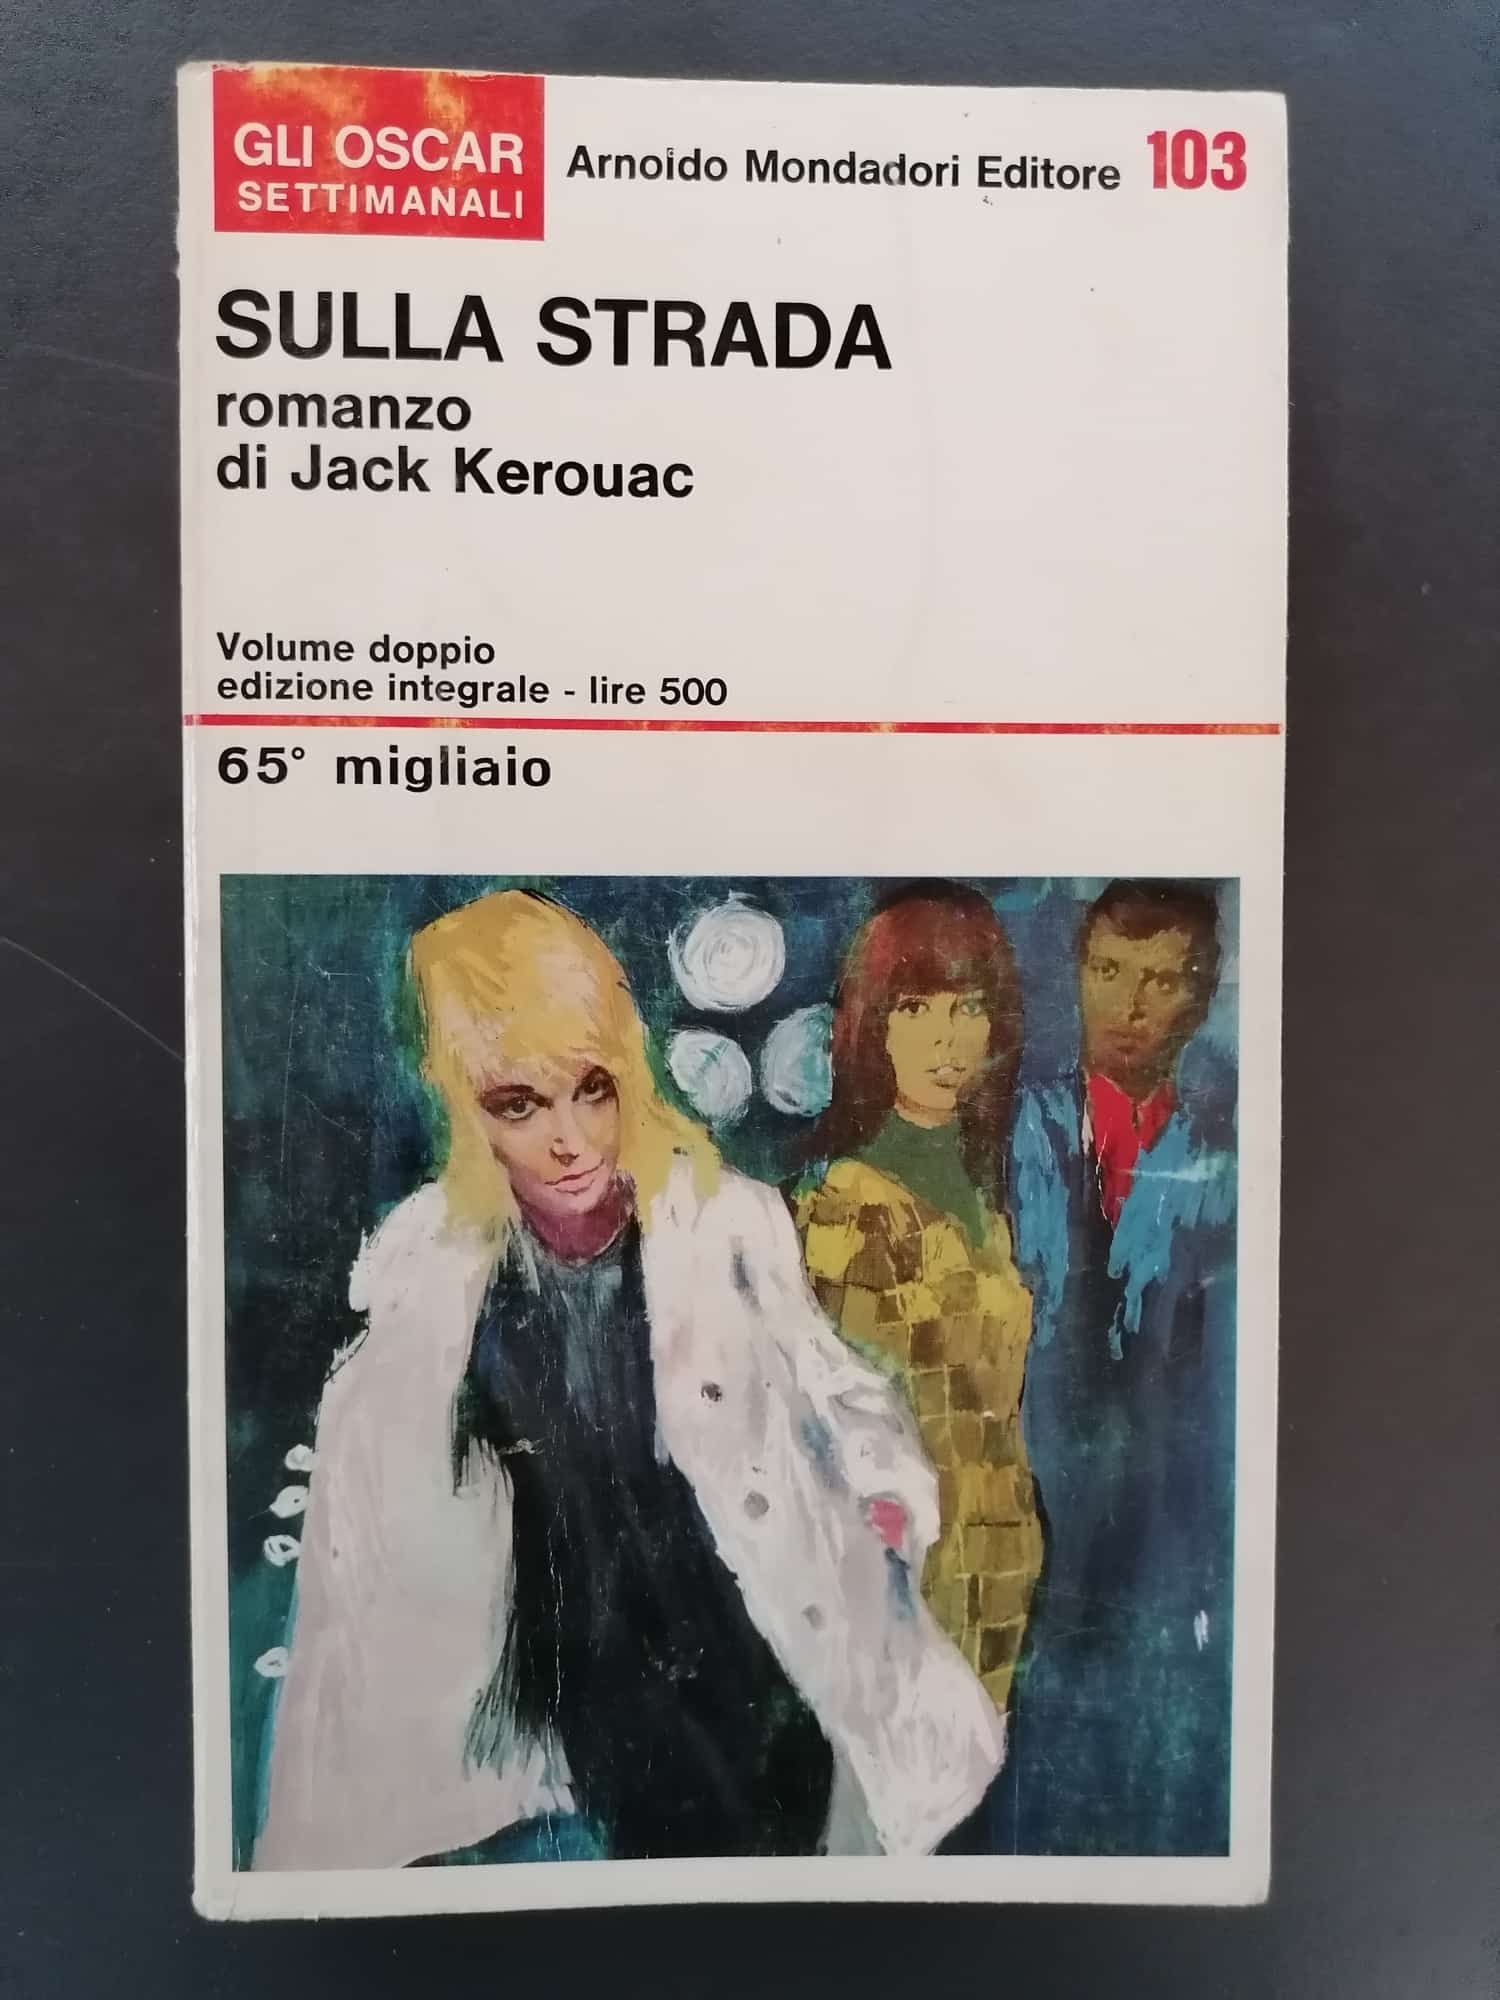 GLI OSCAR
SETTIMANALI
Arnoldo Mondadori Editore 103
SULLA STRADA
romanzo
di Jack Kerouac
Volume doppio
edizione integrale - lire 500
65° migliaio